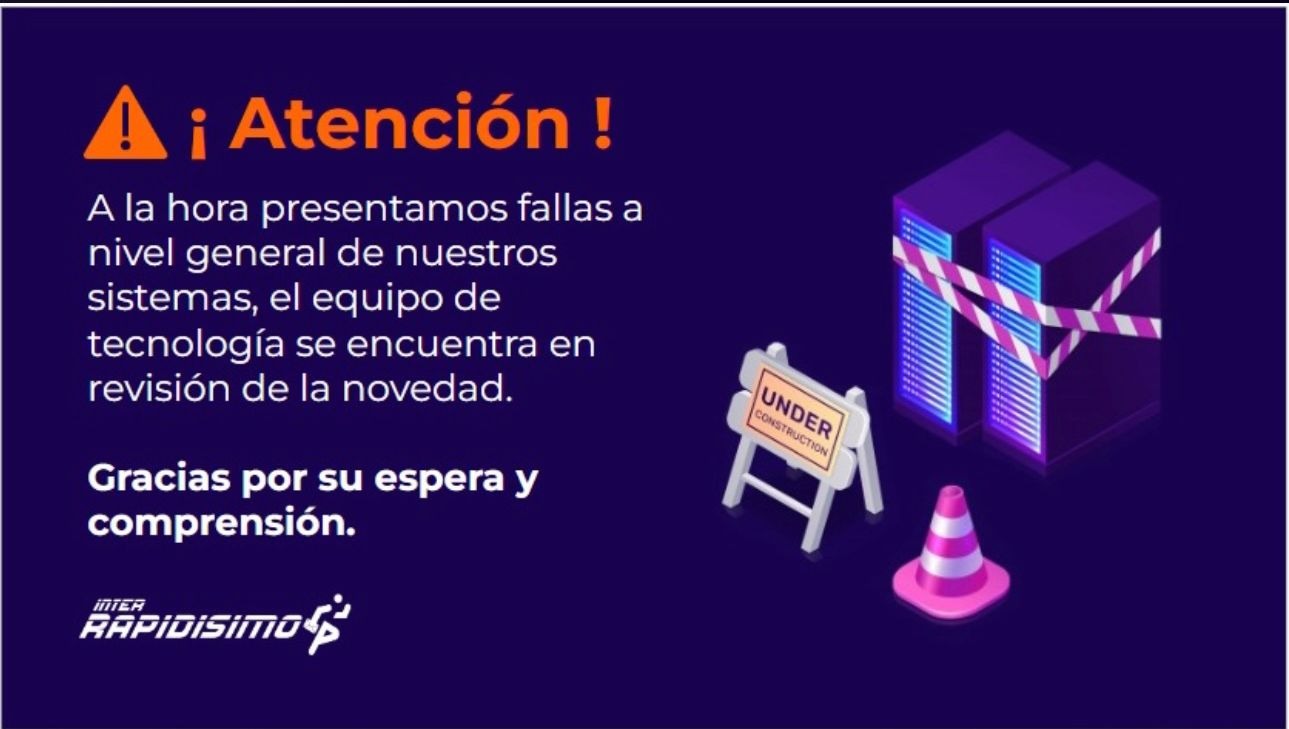 ¡ Atención !
A la hora presentamos fallas a
nivel general de nuestros
sistemas, el equipo de
tecnología se encuentra en
revisión de la novedad.
Gracias por su espera y
comprensión.
INTER
RAPIDISIMO
UNDER
CONSTRUCTION